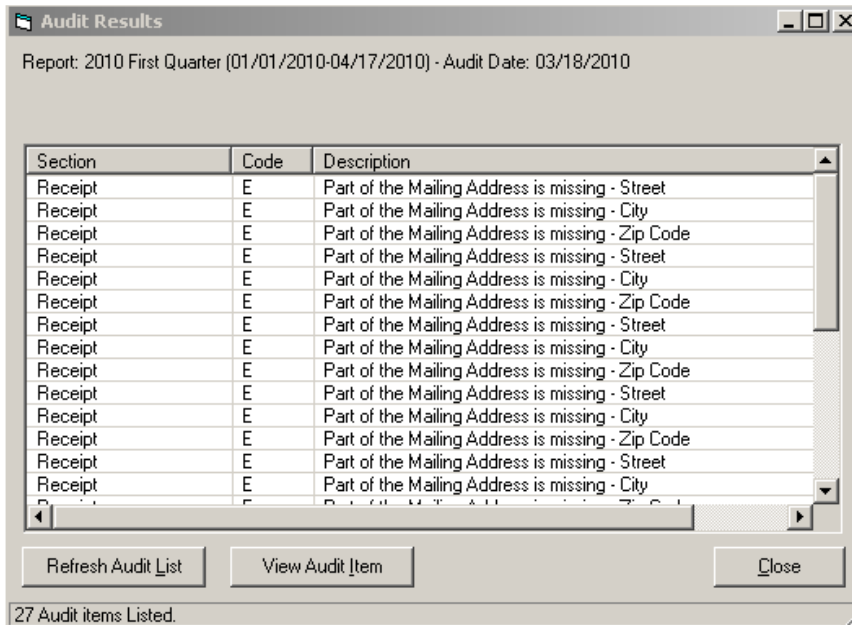 Audit Results
Report: 2010 First Quarter (01/01/2010-04/17/2010) - Audit Date: 03/18/2010
Section Code Description
Receipt E Part of the Mailing Address is missing - Street
Receipt E Part of the Mailing Address is missing - City
Receipt E Part of the Mailing Address is missing - Zip Code
Receipt E Part of the Mailing Address is missing - Street
Receipt E Part of the Mailing Address is missing - City
Receipt E Part of the Mailing Address is missing - Zip Code
Receipt E Part of the Mailing Address is missing - Street
Receipt E Part of the Mailing Address is missing - City
Receipt E Part of the Mailing Address is missing - Zip Code
Receipt E Part of the Mailing Address is missing - Street
Receipt E Part of the Mailing Address is missing - City
Receipt E Part of the Mailing Address is missing - Zip Code
Receipt E Part of the Mailing Address is missing - Street
Receipt E Part of the Mailing Address is missing - City
Refresh Audit List View Audit Item Close
27 Audit items Listed.